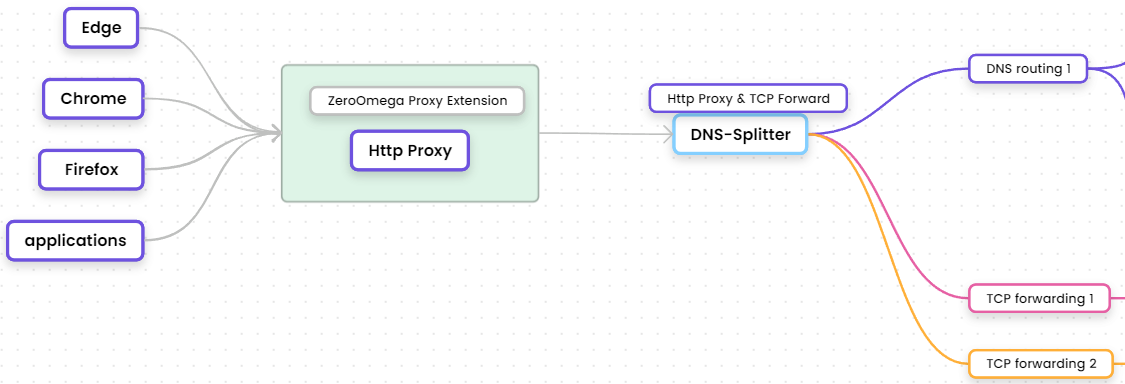 Edge
Chrome
Firefox
applications
ZeroOmega Proxy Extension
Http Proxy
Http Proxy & TCP Forward
DNS-Splitter
DNS routing 1
TCP forwarding 1
TCP forwarding 2